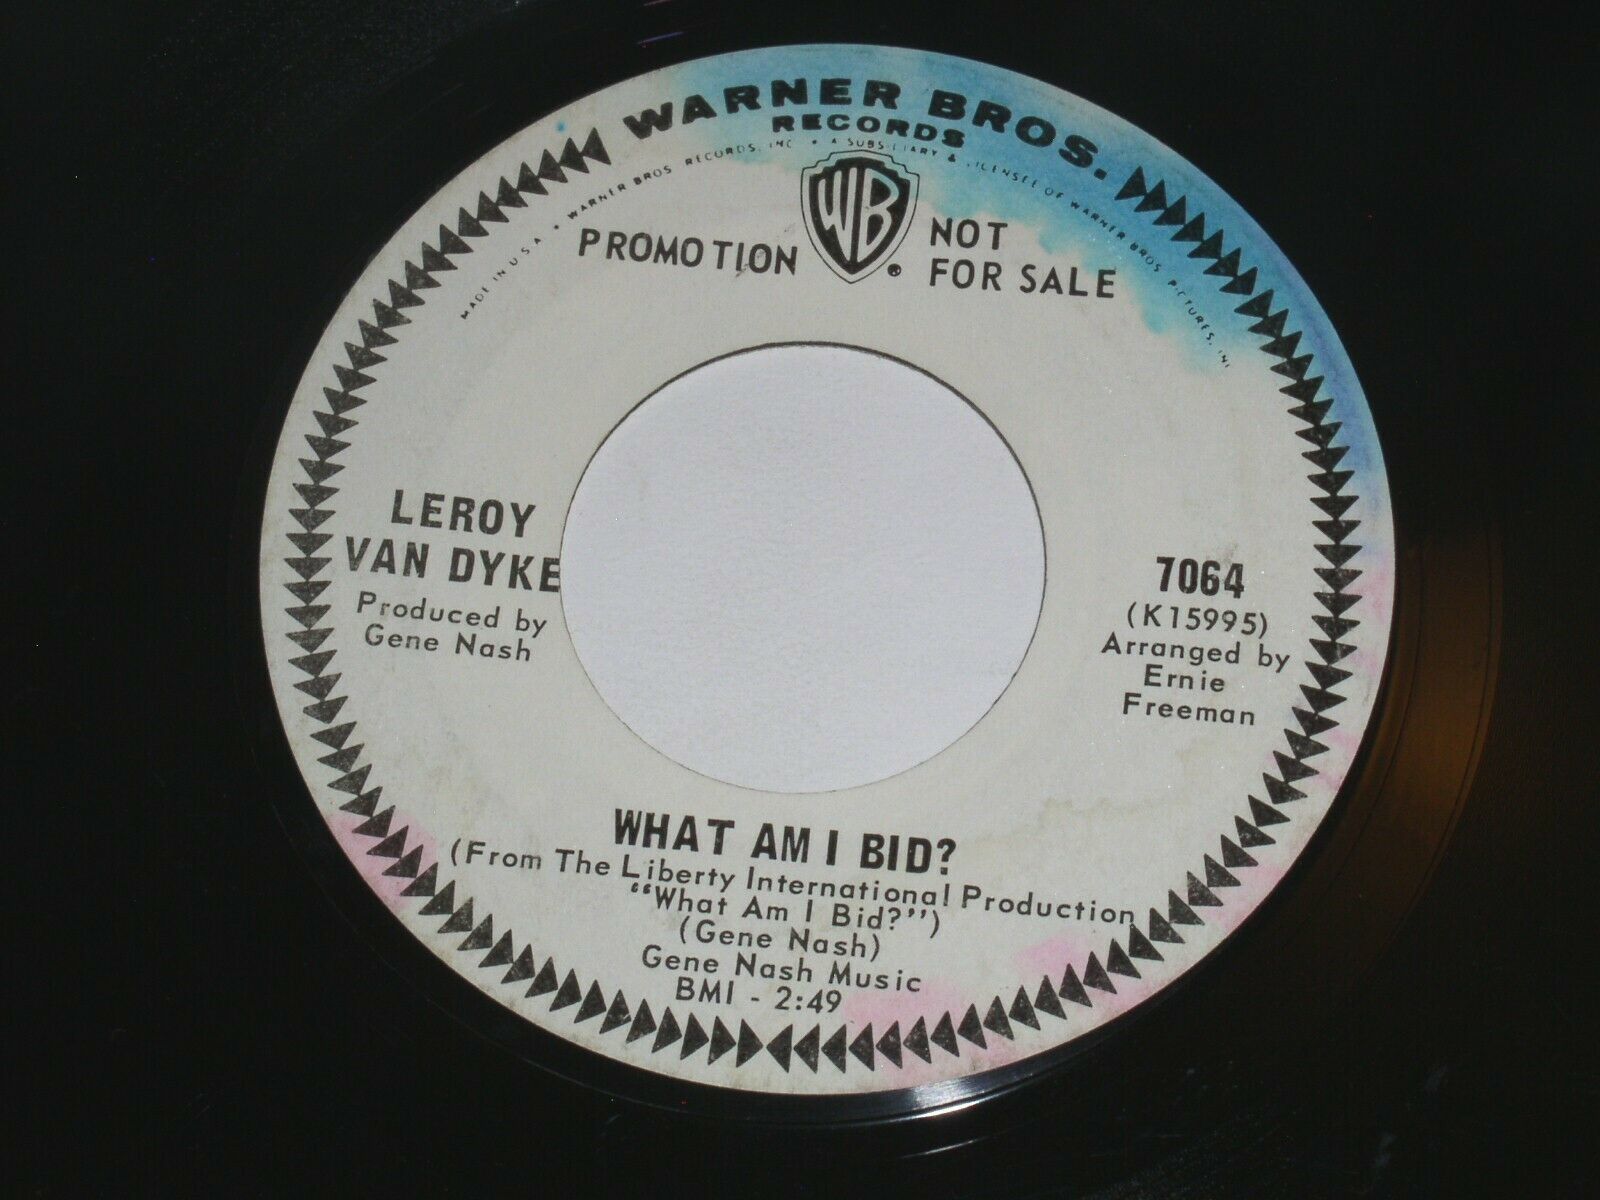 WARNER BROS.
RECORDS
MADE IN U.S.A. • WARNER BROS. RECORDS, INC. • A SUBSIDIARY & LICENSEE OF WARNER BROS. PICTURES, IN
WB
®
PROMOTION
NOT
FOR SALE
LEROY
VAN DYKE
Produced by
Gene Nash
7064
(K15995)
Arranged by
Ernie
Freeman
WHAT AM I BID?
(From The Liberty International Production
"What Am I Bid?")
(Gene Nash)
Gene Nash Music
BMI - 2:49